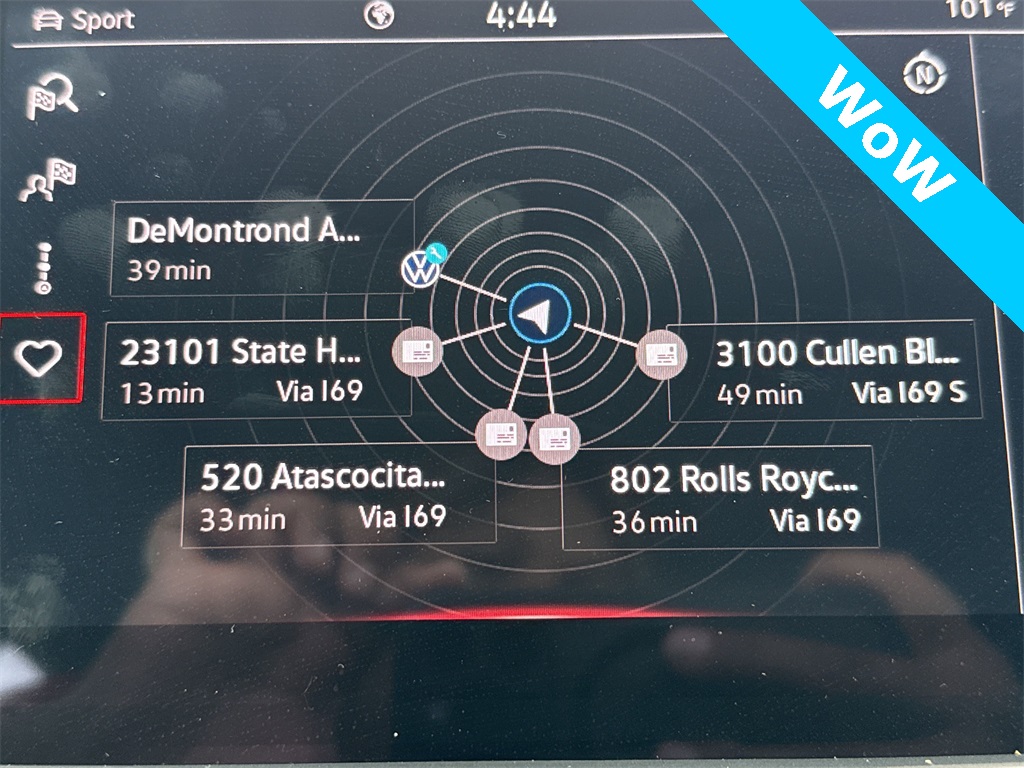 Sport
4:44
101°F
N
WoW
DeMontrond A...
39 min
23101 State H...
13 min Via I69
3100 Cullen Bl...
49 min Via I69 S
520 Atascocita...
33 min Via I69
802 Rolls Royc...
36 min Via I69